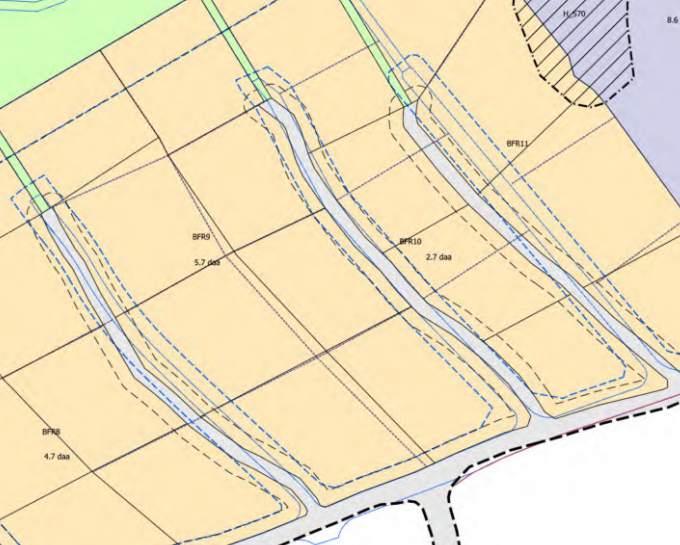 H_570
8.6
BFR11
BFR9
5.7 daa
BFR10
2.7 daa
BFR8
4.7 daa